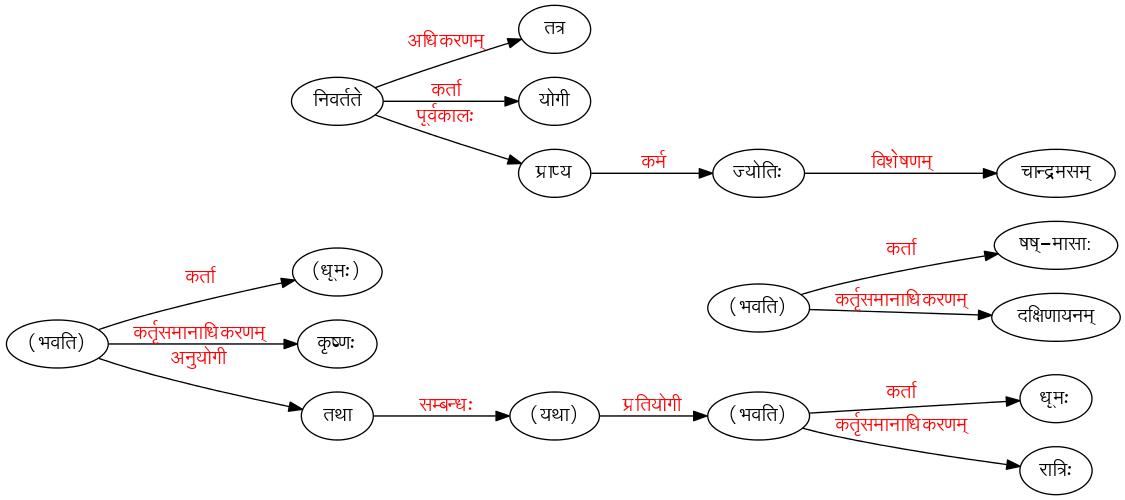 तत्र
अधिकरणम्
निवर्तते
कर्ता
योगी
पूर्वकालः
प्राप्य
कर्म
ज्योतिः
विशेषणम्
चान्द्रमसम्
कर्ता
षष्-मासाः
(भवति)
कर्तृसमानाधिकरणम्
दक्षिणायनम्
कर्ता
(धूमः)
(भवति)
कर्तृसमानाधिकरणम्
कृष्णः
अनुयोगी
तथा
सम्बन्धः
(यथा)
प्रतियोगी
(भवति)
कर्ता
धूमः
कर्तृसमानाधिकरणम्
रात्रिः